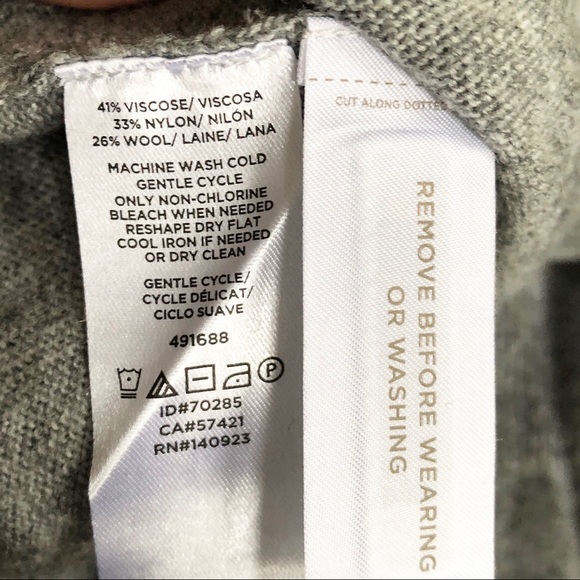 41% VISCOSE/ VISCOSA
33% NYLON/ NILÓN
26% WOOL/ LAINE/ LANA
MACHINE WASH COLD
GENTLE CYCLE
ONLY NON-CHLORINE
BLEACH WHEN NEEDED
RESHAPE DRY FLAT
COOL IRON IF NEEDED
OR DRY CLEAN
GENTLE CYCLE/
CYCLE DÉLICAT/
CICLO SUAVE
491688
P
ID#70285
CA#57421
RN#140923
CUT ALONG DOTTED
REMOVE BEFORE WEARING
OR WASHING